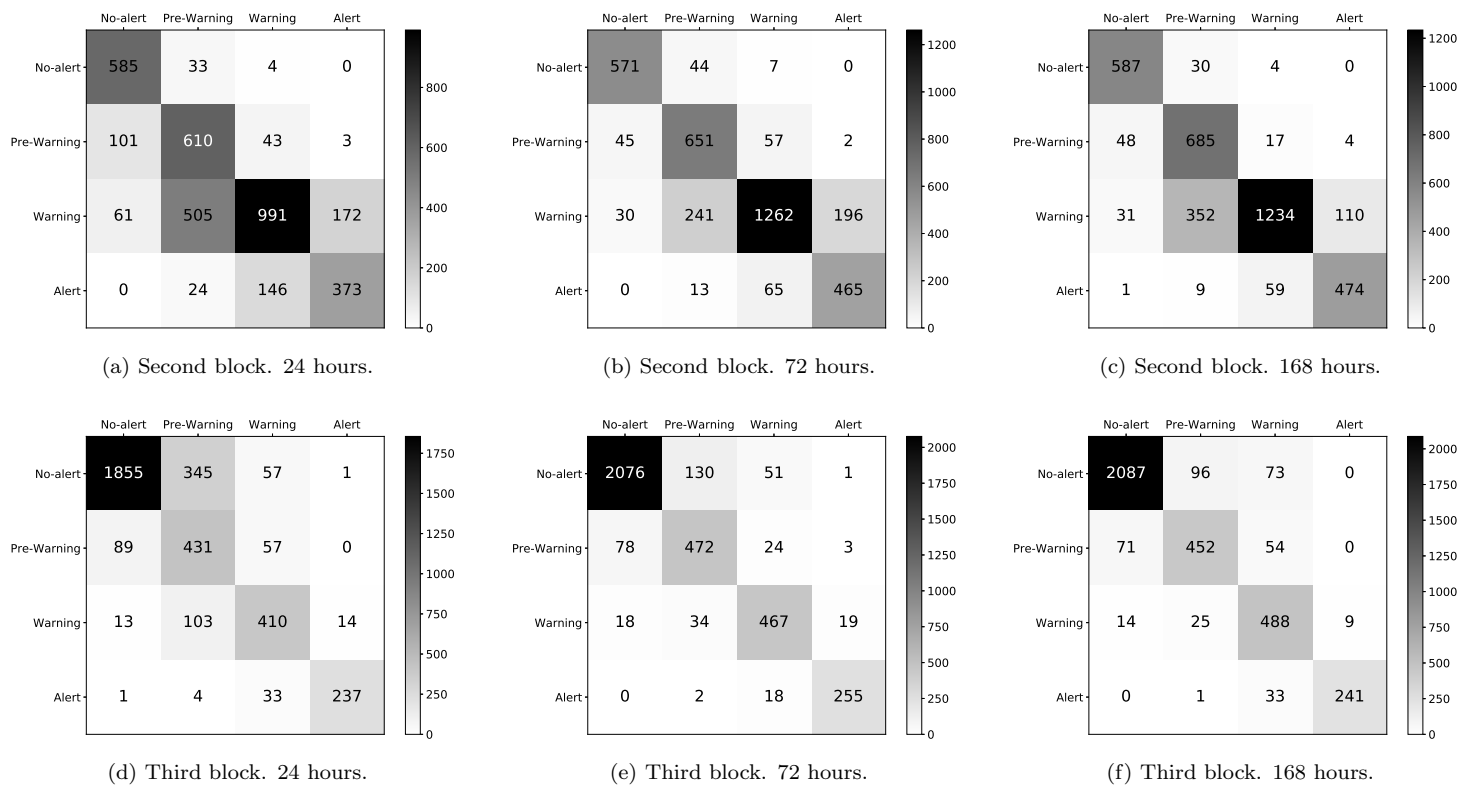 No-alert Pre-Warning Warning Alert
No-alert 585 33 4 0
Pre-Warning 101 610 43 3
Warning 61 505 991 172
Alert 0 24 146 373
800
600
400
200
0
(a) Second block. 24 hours.
No-alert Pre-Warning Warning Alert
No-alert 571 44 7 0
Pre-Warning 45 651 57 2
Warning 30 241 1262 196
Alert 0 13 65 465
1200
1000
800
600
400
200
0
(b) Second block. 72 hours.
No-alert Pre-Warning Warning Alert
No-alert 587 30 4 0
Pre-Warning 48 685 17 4
Warning 31 352 1234 110
Alert 1 9 59 474
1200
1000
800
600
400
200
0
(c) Second block. 168 hours.
No-alert Pre-Warning Warning Alert
No-alert 1855 345 57 1
Pre-Warning 89 431 57 0
Warning 13 103 410 14
Alert 1 4 33 237
1750
1500
1250
1000
750
500
250
0
(d) Third block. 24 hours.
No-alert Pre-Warning Warning Alert
No-alert 2076 130 51 1
Pre-Warning 78 472 24 3
Warning 18 34 467 19
Alert 0 2 18 255
2000
1750
1500
1250
1000
750
500
250
0
(e) Third block. 72 hours.
No-alert Pre-Warning Warning Alert
No-alert 2087 96 73 0
Pre-Warning 71 452 54 0
Warning 14 25 488 9
Alert 0 1 33 241
2000
1750
1500
1250
1000
750
500
250
0
(f) Third block. 168 hours.